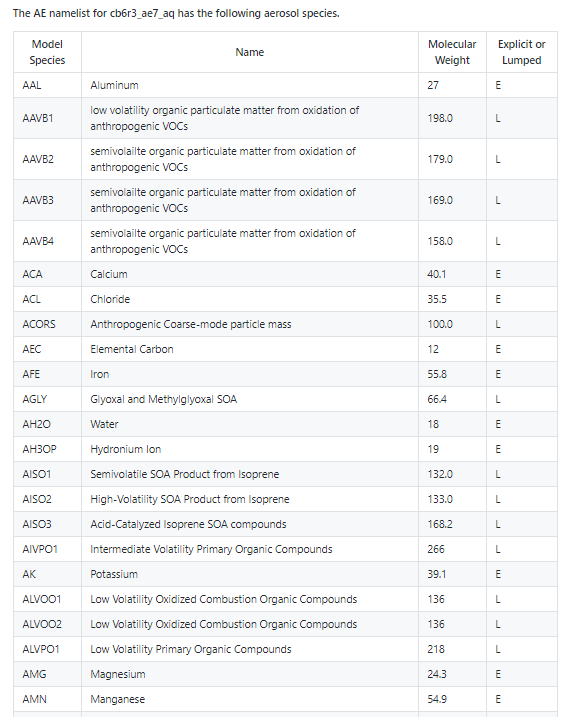 The AE namelist for cb6r3_ae7_aq has the following aerosol species.
Model Species Name Molecular Weight Explicit or Lumped
AAL Aluminum 27 E
AAVB1 low volatility organic particulate matter from oxidation of anthropogenic VOCs 198.0 L
AAVB2 semivolailte organic particulate matter from oxidation of anthropogenic VOCs 179.0 L
AAVB3 semivolailte organic particulate matter from oxidation of anthropogenic VOCs 169.0 L
AAVB4 semivolailte organic particulate matter from oxidation of anthropogenic VOCs 158.0 L
ACA Calcium 40.1 E
ACL Chloride 35.5 E
ACORS Anthropogenic Coarse-mode particle mass 100.0 L
AEC Elemental Carbon 12 E
AFE Iron 55.8 E
AGLY Glyoxal and Methylglyoxal SOA 66.4 L
AH2O Water 18 E
AH3OP Hydronium Ion 19 E
AISO1 Semivolatile SOA Product from Isoprene 132.0 L
AISO2 High-Volatility SOA Product from Isoprene 133.0 L
AISO3 Acid-Catalyzed Isoprene SOA compounds 168.2 L
AIVPO1 Intermediate Volatility Primary Organic Compounds 266 L
AK Potassium 39.1 E
ALVOO1 Low Volatility Oxidized Combustion Organic Compounds 136 L
ALVOO2 Low Volatility Oxidized Combustion Organic Compounds 136 L
ALVPO1 Low Volatility Primary Organic Compounds 218 L
AMG Magnesium 24.3 E
AMN Manganese 54.9 E